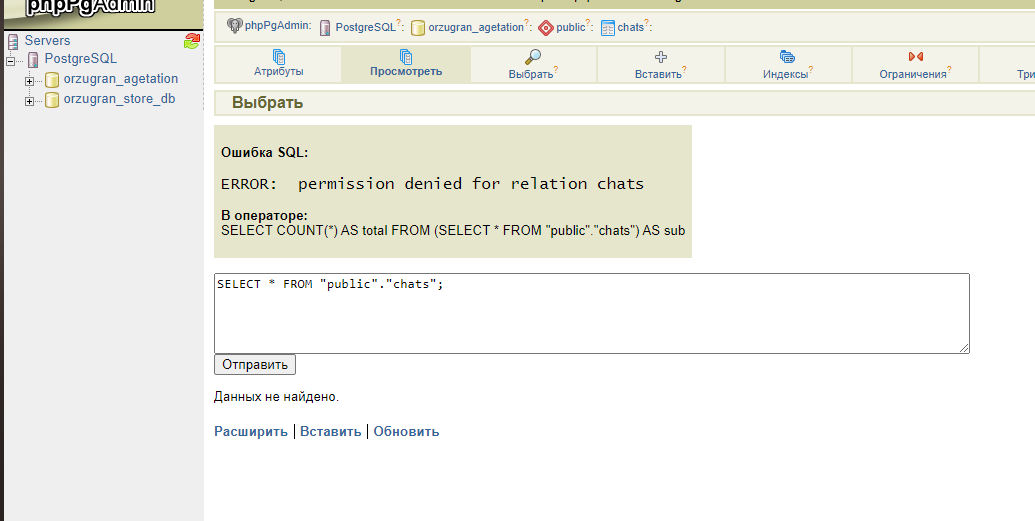 phpPgAdmin
Servers
PostgreSQL
orzugran_agetation
orzugran_store_db
phpPgAdmin: PostgreSQL?: orzugran_agetation?: public?: chats?:
Атрибуты Просмотреть Выбрать? Вставить? Индексы? Ограничения? Три
Выбрать
Ошибка SQL:
ERROR:  permission denied for relation chats
В операторе:
SELECT COUNT(*) AS total FROM (SELECT * FROM "public"."chats") AS sub
SELECT * FROM "public"."chats";
Отправить
Данных не найдено.
Расширить | Вставить | Обновить